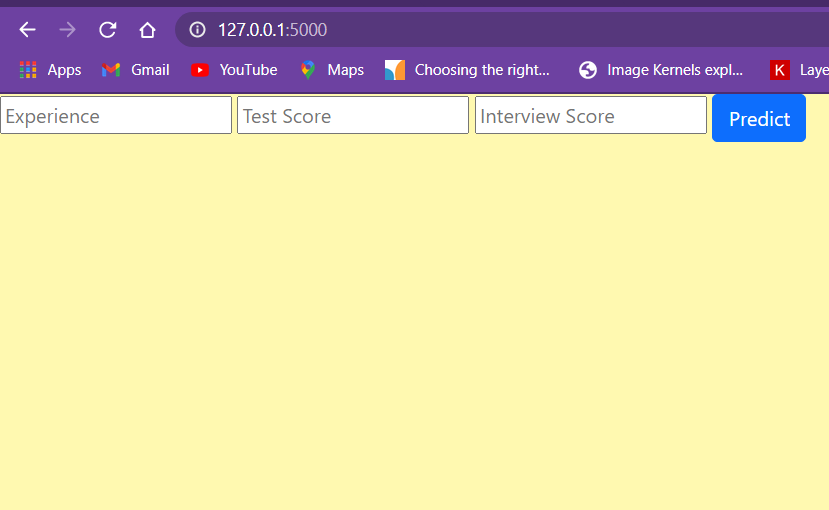 127.0.0.1:5000
Apps Gmail YouTube Maps Choosing the right... Image Kernels expl... K Laye
Experience Test Score Interview Score Predict